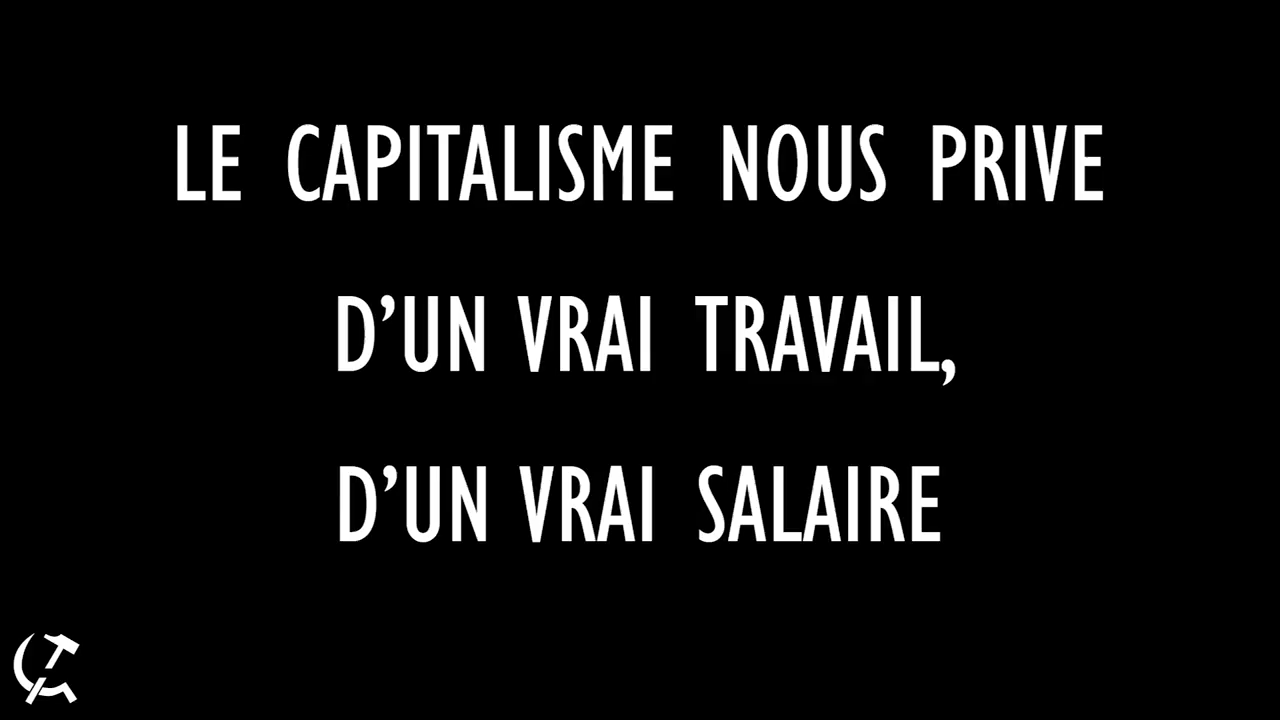 LE CAPITALISME NOUS PRIVE
D’UN VRAI TRAVAIL,
D’UN VRAI SALAIRE